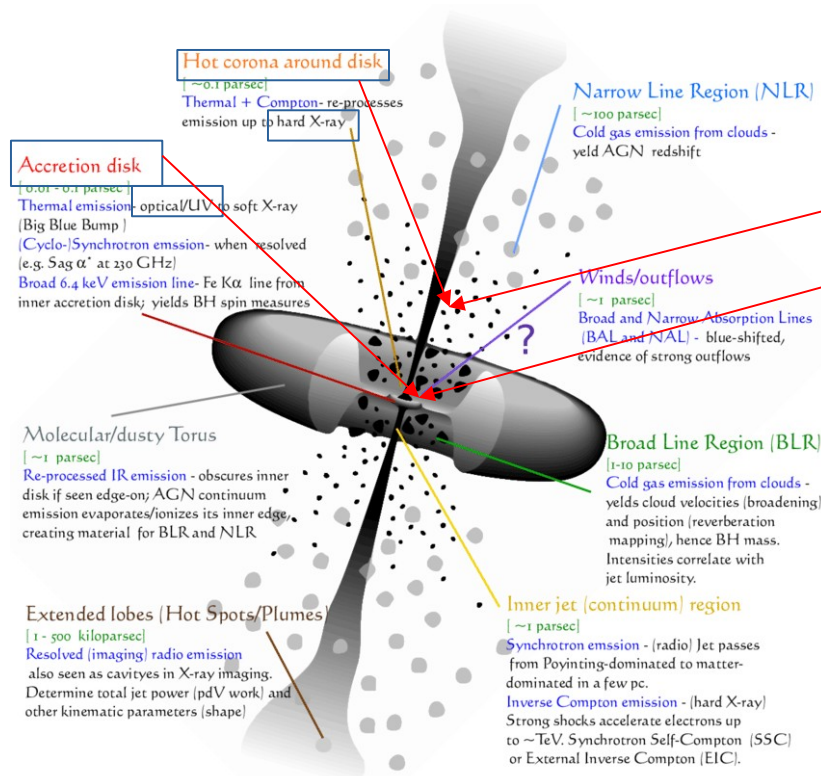 Hot corona around disk
[ ~0.1 parsec]
Thermal + Compton- re-processes
emission up to hard X-ray
Narrow Line Region (NLR)
[ ~100 parsec]
Cold gas emission from clouds -
yeld AGN redshift
Accretion disk
[ 0.01 - 0.1 parsec ]
Thermal emission- optical/UV to soft X-ray
(Big Blue Bump )
(Cyclo-)Synchrotron emssion- when resolved
(e.g. Sag α* at 230 GHz)
Broad 6.4 keV emission line- Fe Kα line from
inner accretion disk; yields BH spin measures
Winds/outflows
[ ~1 parsec]
Broad and Narrow Absorption Lines
(BAL and NAL) - blue-shifted,
evidence of strong outflows
?
Molecular/dusty Torus
[ ~1 parsec]
Re-processed IR emission - obscures inner
disk if seen edge-on; AGN continuum
emission evaporates/ionizes its inner edge,
creating material for BLR and NLR
Broad Line Region (BLR)
[1-10 parsec]
Cold gas emission from clouds -
yelds cloud velocities (broadening)
and position (reverberation
mapping), hence BH mass.
Intensities correlate with
jet luminosity.
Extended lobes (Hot Spots/Plumes)
[ 1 - 500 kiloparsec]
Resolved (imaging) radio emission
also seen as cavityes in X-ray imaging.
Determine total jet power (pdV work) and
other kinematic parameters (shape)
Inner jet (continuum) region
[ ~1 parsec]
Synchrotron emssion - (radio) Jet passes
from Poyinting-dominated to matter-
dominated in a few pc.
Inverse Compton emission - (hard X-ray)
Strong shocks accelerate electrons up
to ~TeV. Synchrotron Self-Compton (SSC)
or External Inverse Compton (EIC).